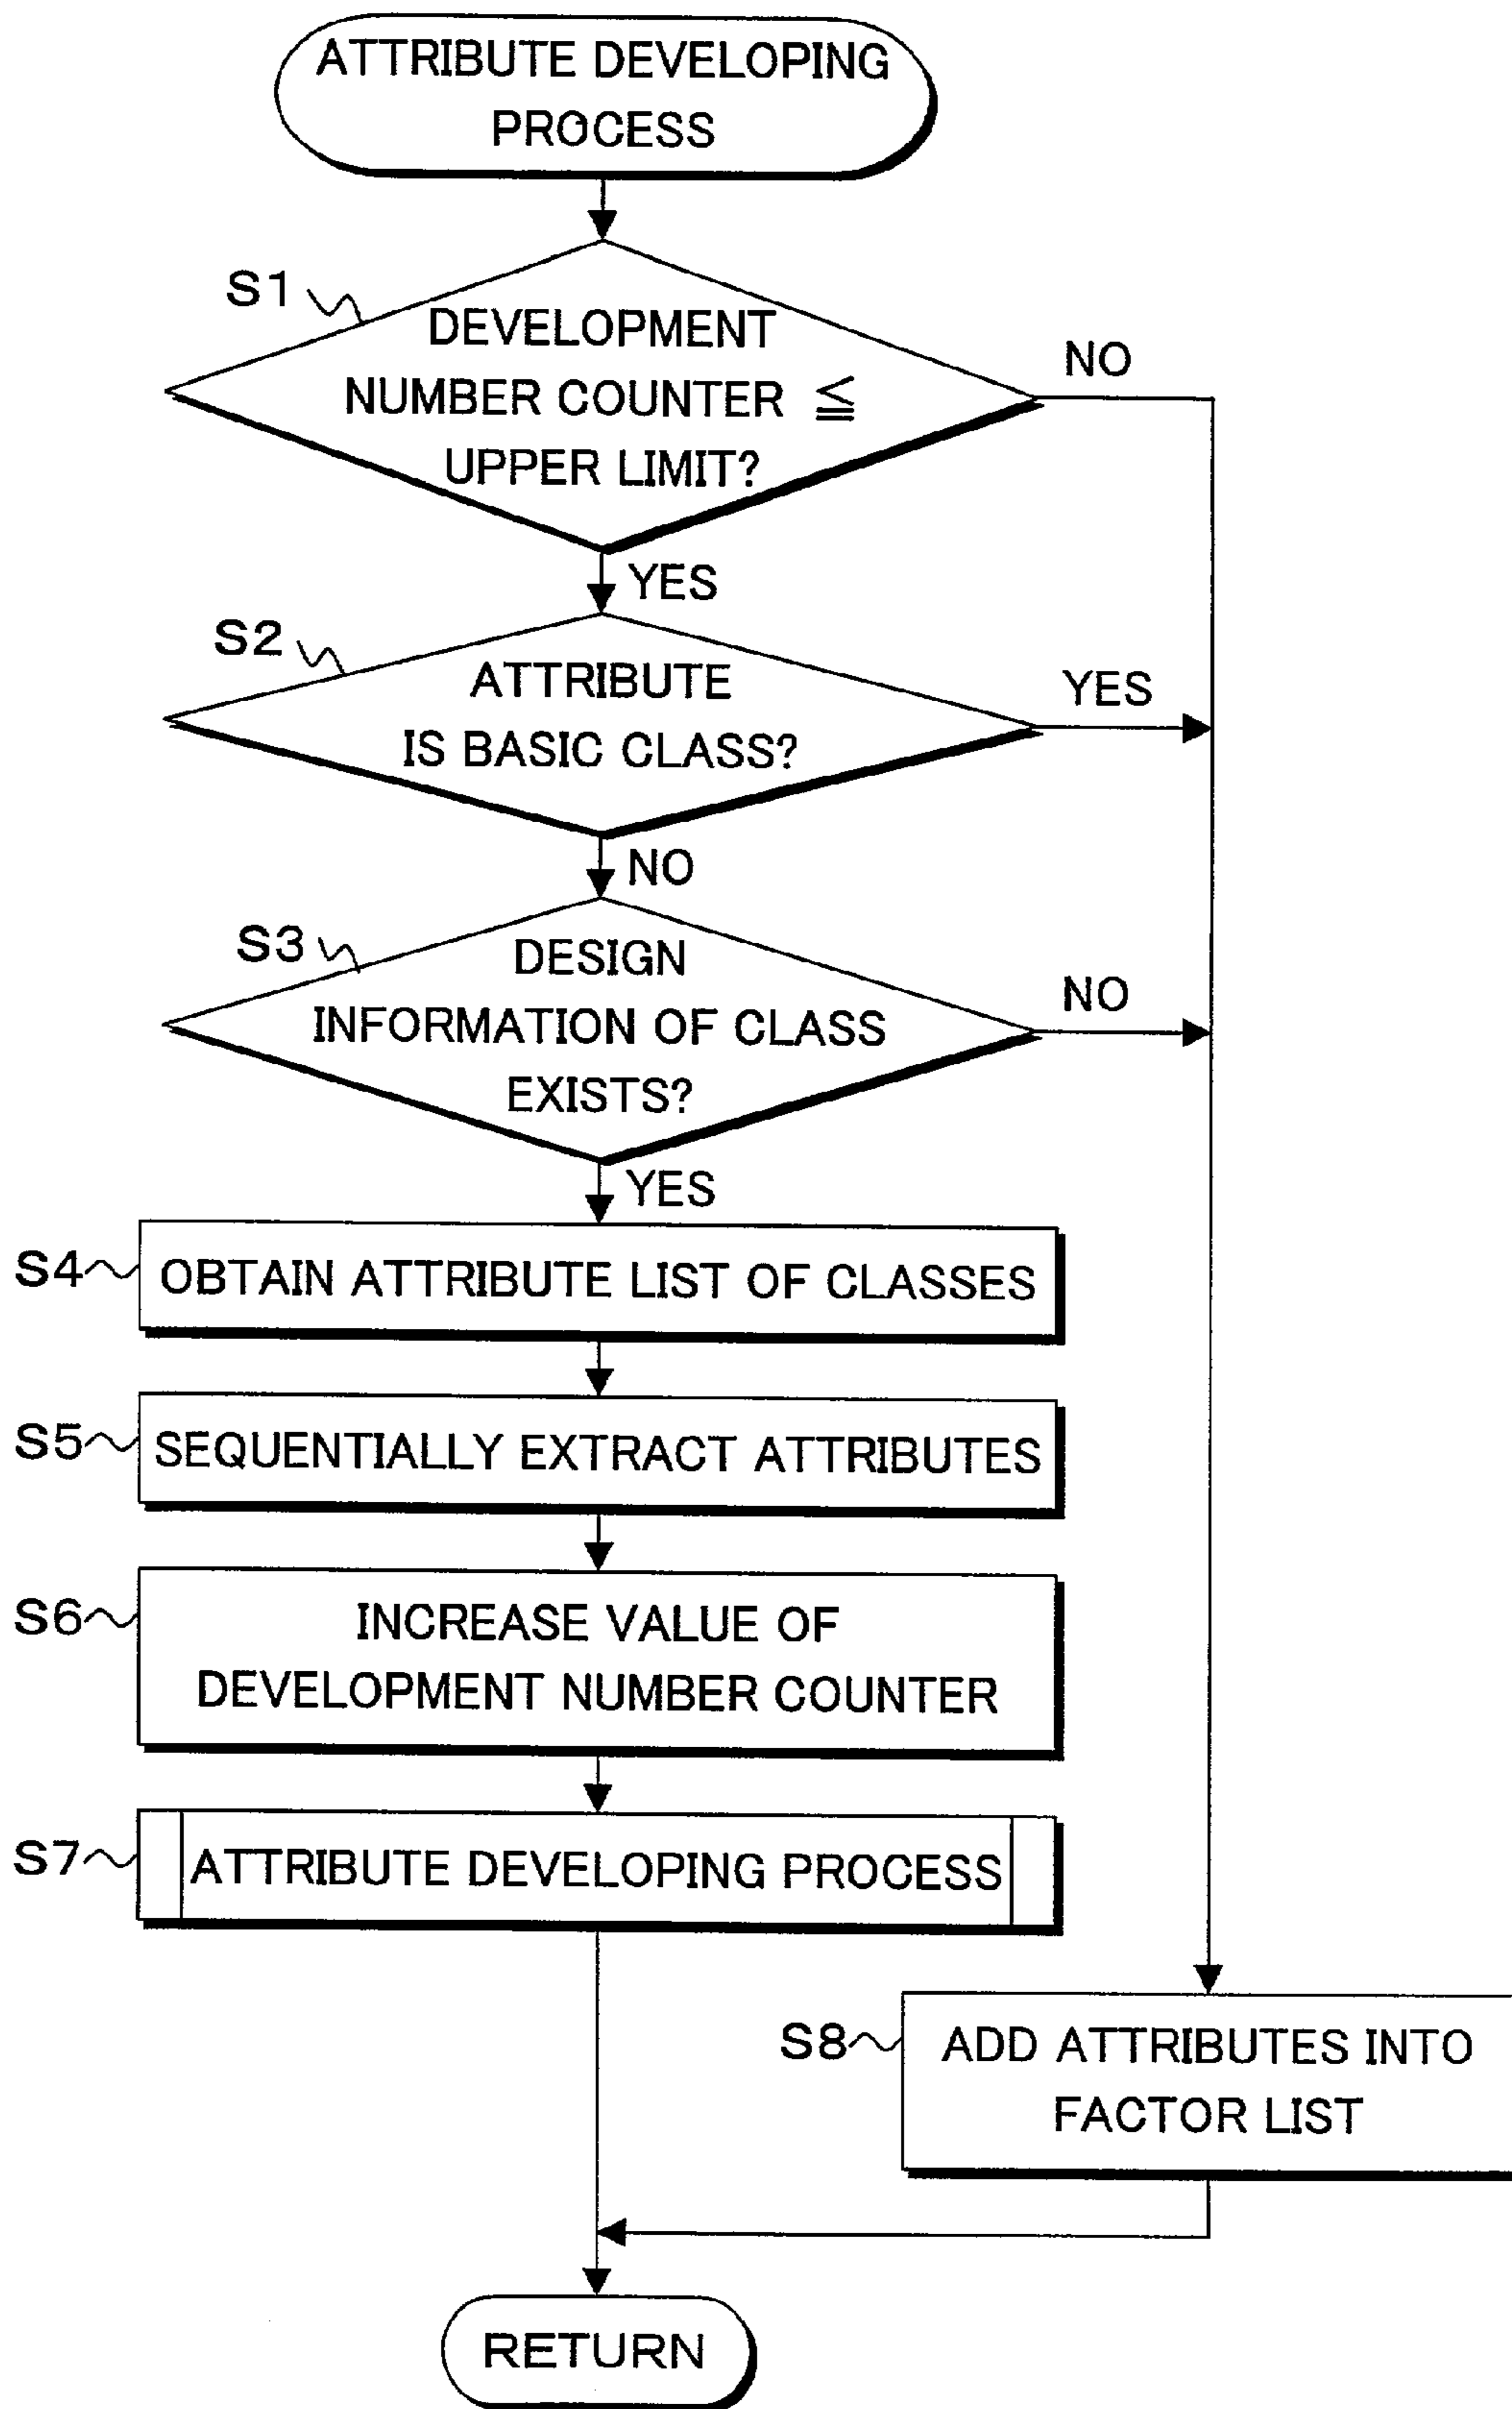 ATTRIBUTE DEVELOPING
PROCESS
S1
DEVELOPMENT
NUMBER COUNTER ≦
UPPER LIMIT?
NO
YES
S2
ATTRIBUTE
IS BASIC CLASS?
YES
NO
S3
DESIGN
INFORMATION OF CLASS
EXISTS?
NO
YES
S4
OBTAIN ATTRIBUTE LIST OF CLASSES
S5
SEQUENTIALLY EXTRACT ATTRIBUTES
S6
INCREASE VALUE OF
DEVELOPMENT NUMBER COUNTER
S7
ATTRIBUTE DEVELOPING PROCESS
S8
ADD ATTRIBUTES INTO
FACTOR LIST
RETURN